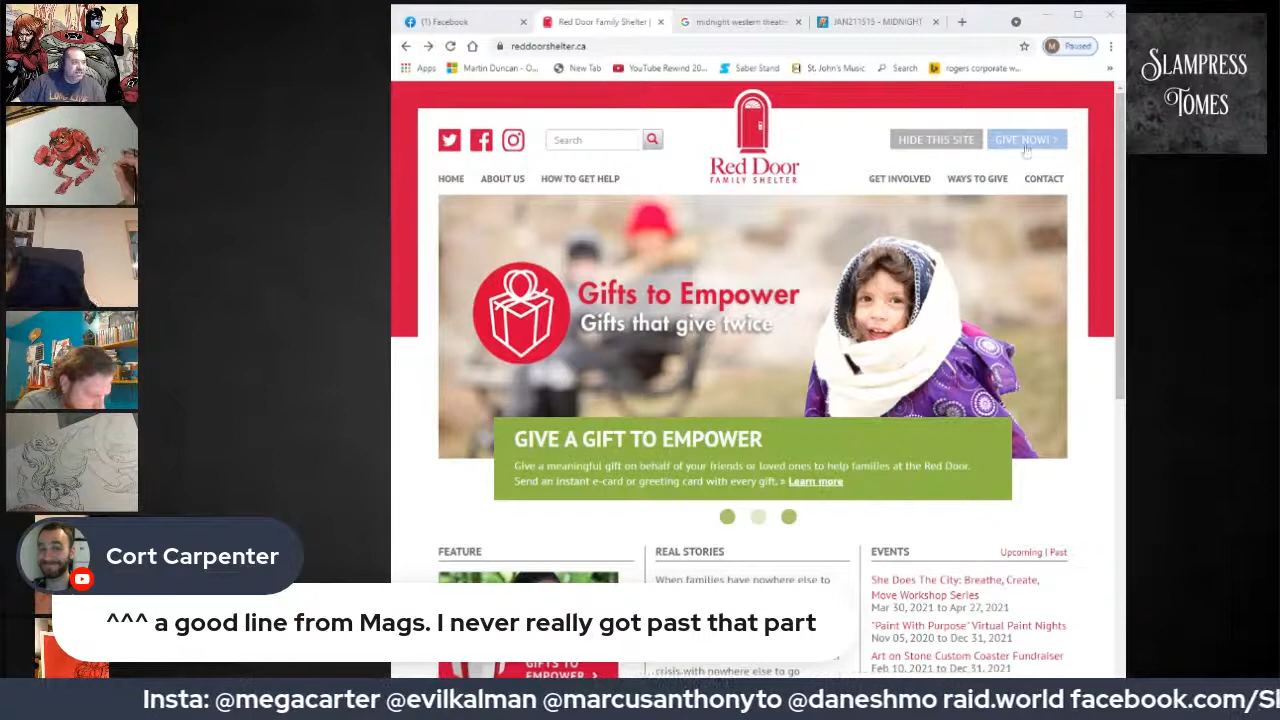 (1) Facebook
Red Door Family Shelter |
midnight western theatr
JAN211515 - MIDNIGHT
reddoorshelter.ca
M Paused
Apps
Martin Duncan - O...
New Tab
YouTube Rewind 20...
Saber Stand
St. John's Music
Search
rogers corporate w...
»
SLAMPRESS
TOMES
Search
Red Door
FAMILY SHELTER
HIDE THIS SITE
GIVE NOW! >
HOME
ABOUT US
HOW TO GET HELP
GET INVOLVED
WAYS TO GIVE
CONTACT
Gifts to Empower
Gifts that give twice
GIVE A GIFT TO EMPOWER
Give a meaningful gift on behalf of your friends or loved ones to help families at the Red Door.
Send an instant e-card or greeting card with every gift. » Learn more
FEATURE
REAL STORIES
When families have nowhere else to
crisis with nowhere else to go
EVENTS
Upcoming | Past
She Does The City: Breathe, Create,
Move Workshop Series
Mar 30, 2021 to Apr 27, 2021
"Paint With Purpose" Virtual Paint Nights
Nov 05, 2020 to Dec 31, 2021
Art on Stone Custom Coaster Fundraiser
Feb 10, 2021 to Dec 31, 2021
GIFTS TO
EMPOWER >
Cort Carpenter
^^^ a good line from Mags. I never really got past that part
Insta: @megacarter @evilkalman @marcusanthonyto @daneshmo raid.world facebook.com/Sl